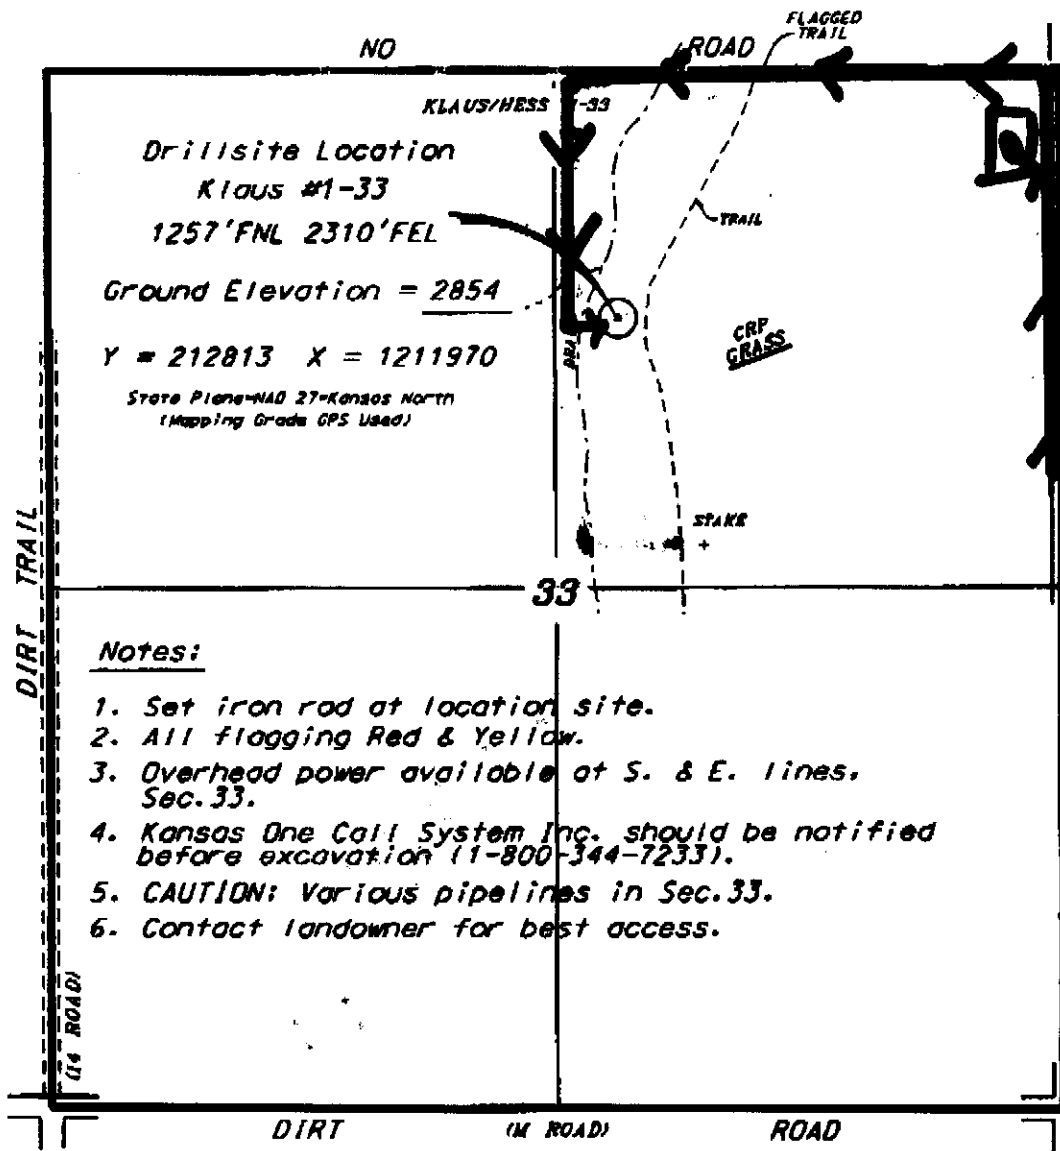 NO ROAD
FLAGGED
TRAIL
KLAUS/HESS 1-33
Drillsite Location
Klaus #1-33
1257'FNL 2310'FEL
Ground Elevation = 2854
Y = 212813 X = 1211970
State Plane-NAD 27-Kansas North
(Mapping Grade GPS Used)
TRAIL
CRP
GRASS
STAKE
DIRT TRAIL
33
Notes:
1. Set iron rod at location site.
2. All flagging Red & Yellow.
3. Overhead power available at S. & E. lines,
Sec.33.
4. Kansas One Call System Inc. should be notified
before excavation (1-800-344-7233).
5. CAUTION: Various pipelines in Sec.33.
6. Contact landowner for best access.
(14 ROAD)
DIRT (M ROAD) ROAD